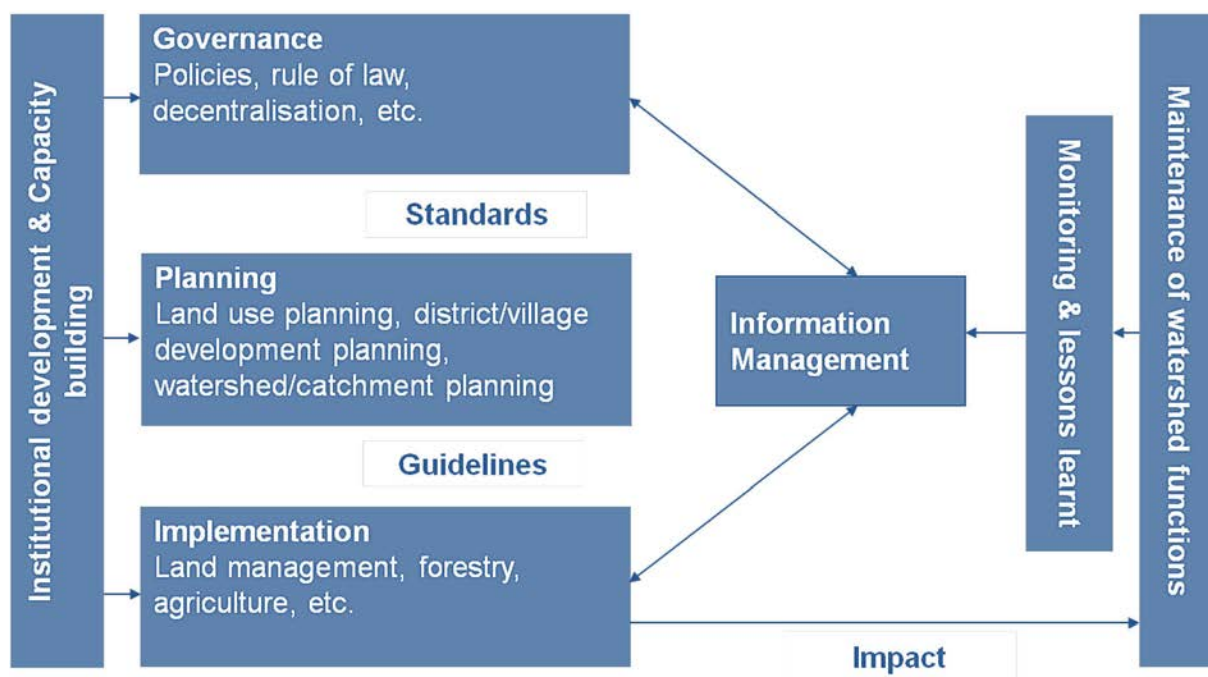 Institutional development & Capacity
building
Governance
Policies, rule of law,
decentralisation, etc.
Standards
Planning
Land use planning, district/village
development planning,
watershed/catchment planning
Guidelines
Implementation
Land management, forestry,
agriculture, etc.
Information
Management
Impact
Monitoring & lessons learnt
Maintenance of watershed functions